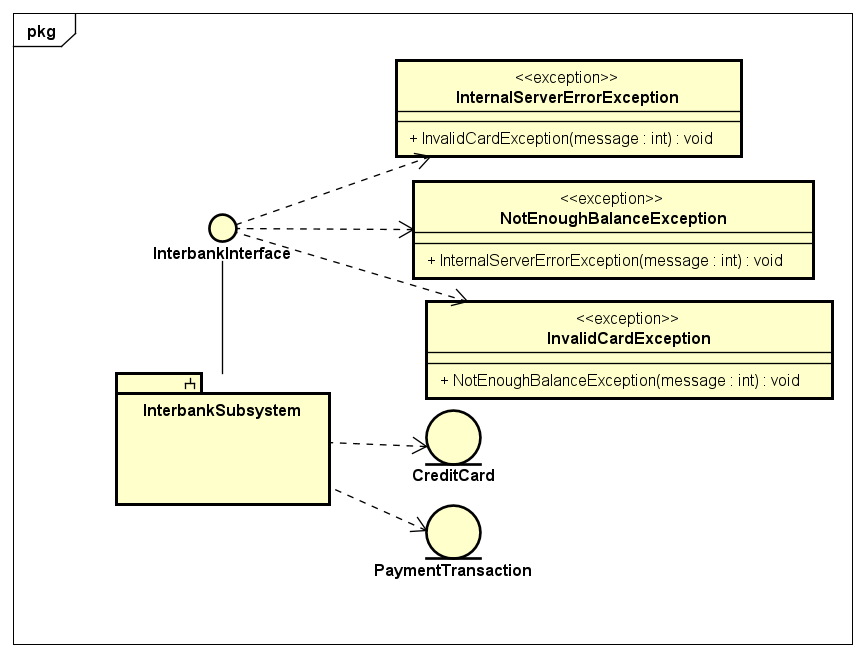 pkg
<<exception>>
InternalServerErrorException
+ InvalidCardException(message : int) : void
<<exception>>
NotEnoughBalanceException
+ InternalServerErrorException(message : int) : void
InterbankInterface
<<exception>>
InvalidCardException
+ NotEnoughBalanceException(message : int) : void
InterbankSubsystem
CreditCard
PaymentTransaction